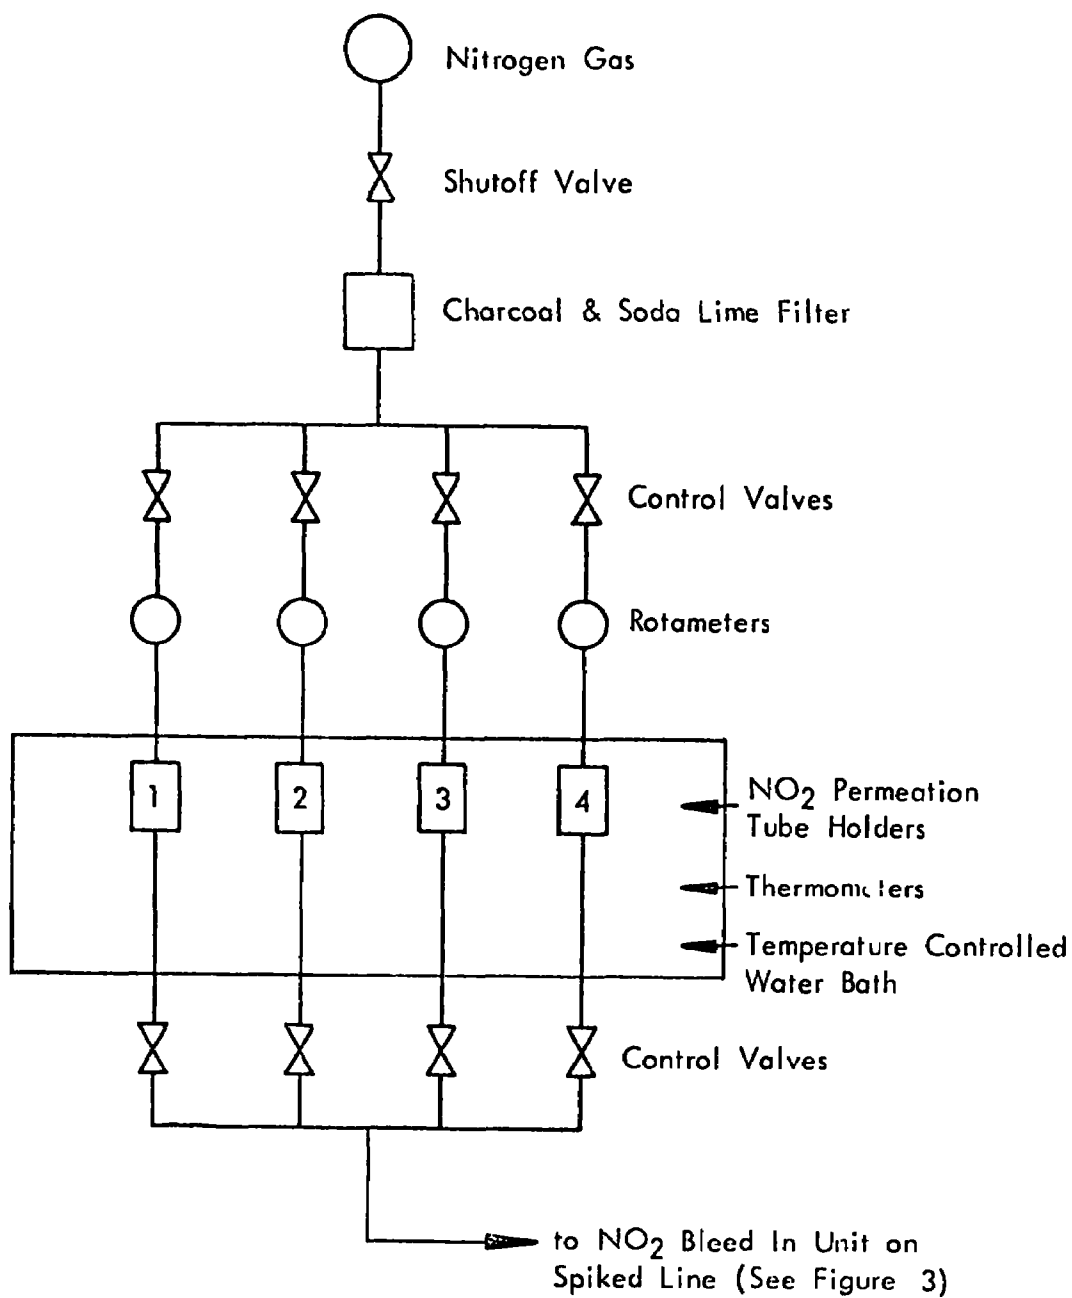 Nitrogen Gas
Shutoff Valve
Charcoal & Soda Lime Filter
Control Valves
Rotameters
1 2 3 4
NO2 Permeation
Tube Holders
Thermometers
Temperature Controlled
Water Bath
Control Valves
to NO2 Bleed In Unit on
Spiked Line (See Figure 3)